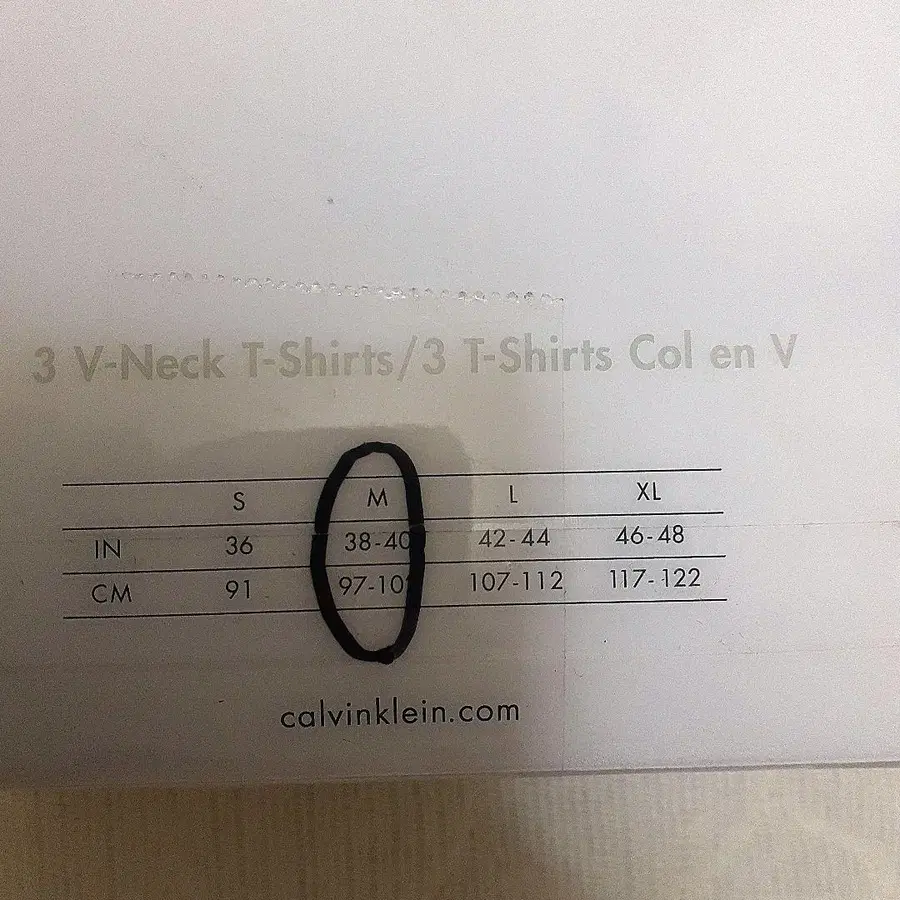 3 V-Neck T-Shirts/3 T-Shirts Col en V
S M L XL
IN 36 38-40 42-44 46-48
CM 91 107-112 117-122
calvinklein.com